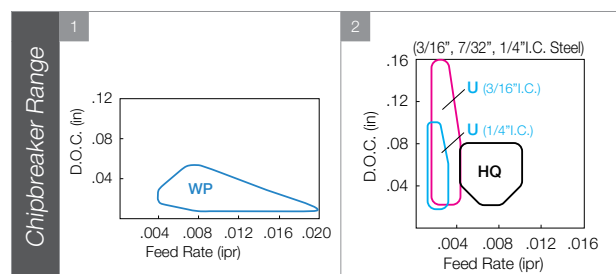 Chipbreaker Range
1
.12
.04
D.O.C. (in)
WP
.004 .008 .012 .016 .020
Feed Rate (ipr)
2
(3/16", 7/32", 1/4"I.C. Steel)
.16
.12
.08
.04
D.O.C. (in)
U (3/16"I.C.)
U (1/4"I.C.)
HQ
.004 .008 .012 .016
Feed Rate (ipr)